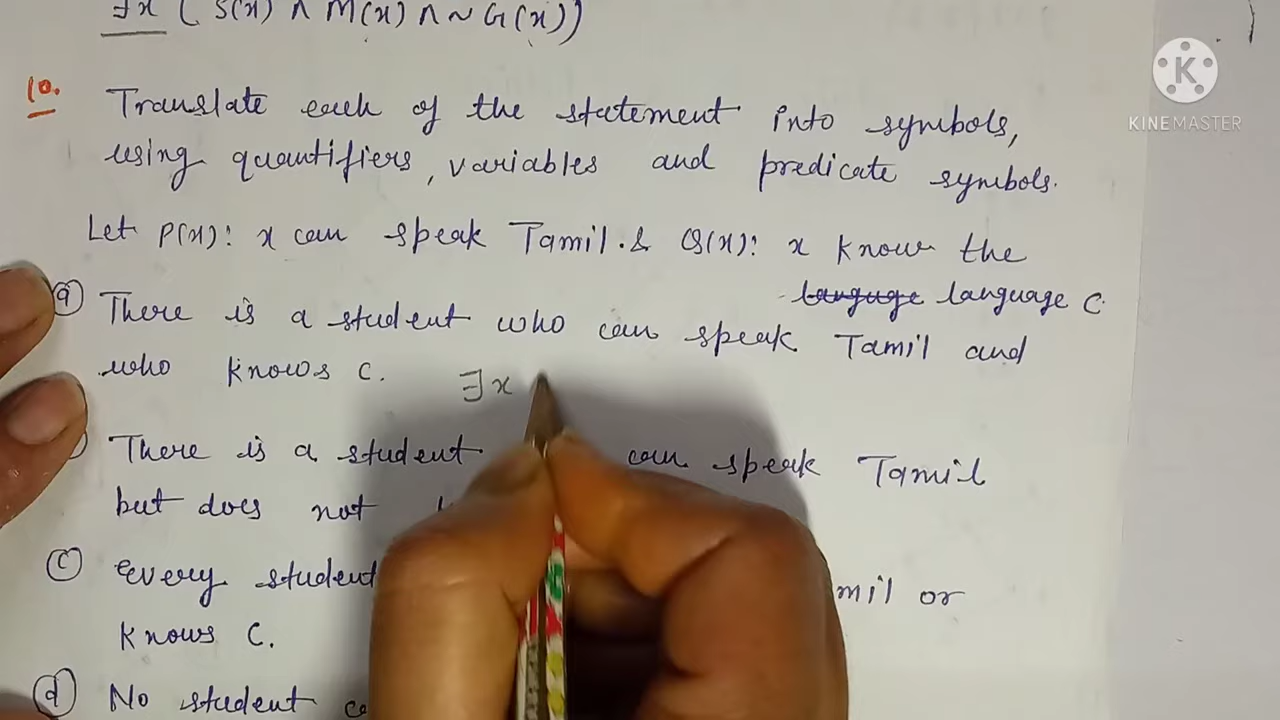 ∃x ( S(x) ∧ M(x) ∧ ~ G(x))
10. Translate each of the statement into symbols,
using quantifiers, variables and predicate symbols.
Let P(x): x can speak Tamil. & Q(x): x know the
language C.
(a) There is a student who can speak Tamil and
who knows C. ∃x
There is a student can speak Tamil
but does not
(c) Every student or
knows C.
(d) No student
K
KINEMASTER